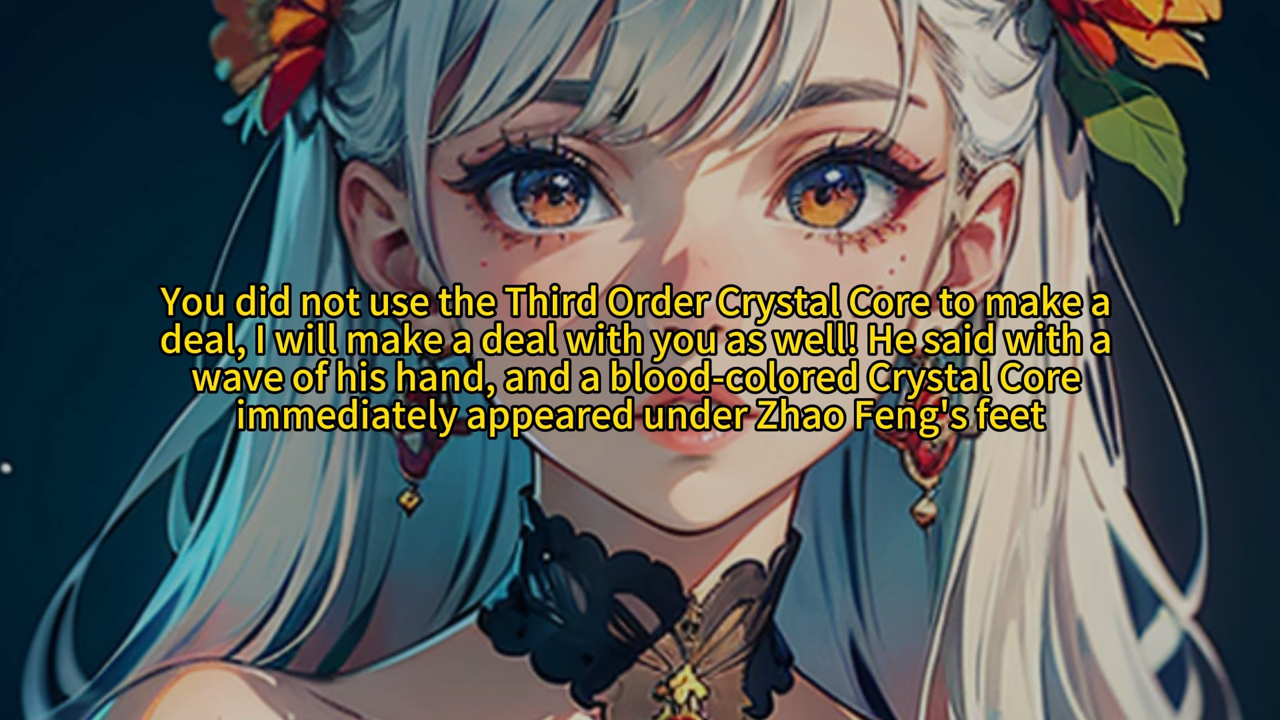 You did not use the Third Order Crystal Core to make a
deal, I will make a deal with you as well! He said with a
wave of his hand, and a blood-colored Crystal Core
immediately appeared under Zhao Feng's feet